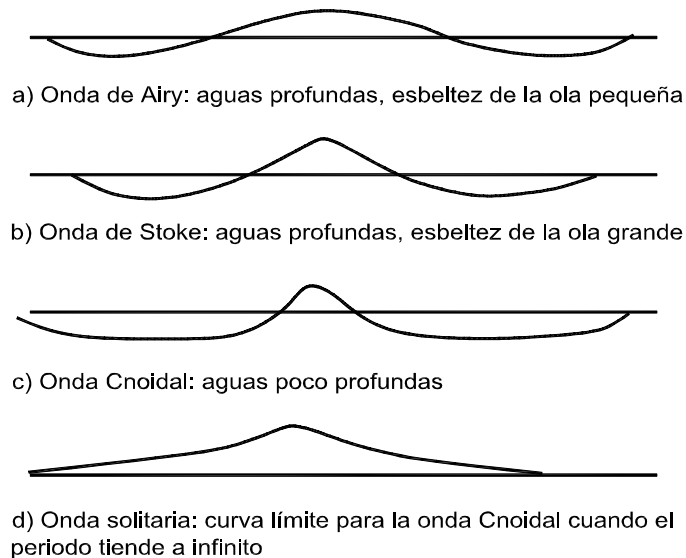 a) Onda de Airy: aguas profundas, esbeltez de la ola pequeña
b) Onda de Stoke: aguas profundas, esbeltez de la ola grande
c) Onda Cnoidal: aguas poco profundas
d) Onda solitaria: curva límite para la onda Cnoidal cuando el
periodo tiende a infinito